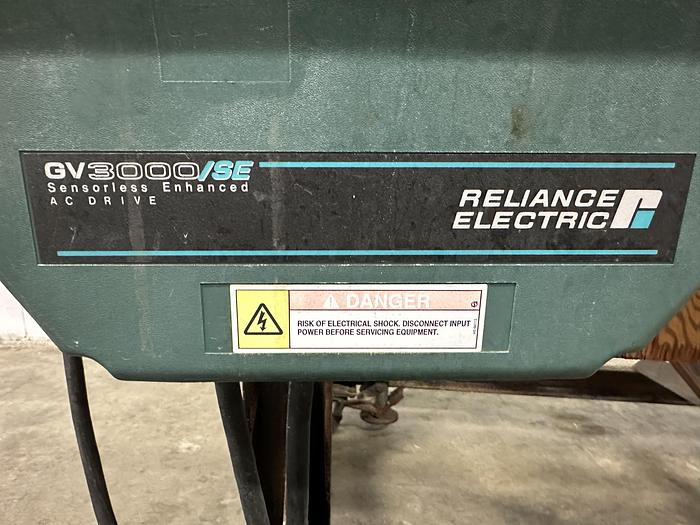 GV3000/SE
Sensorless Enhanced
AC DRIVE
RELIANCE
ELECTRIC
DANGER
RISK OF ELECTRICAL SHOCK. DISCONNECT INPUT
POWER BEFORE SERVICING EQUIPMENT.